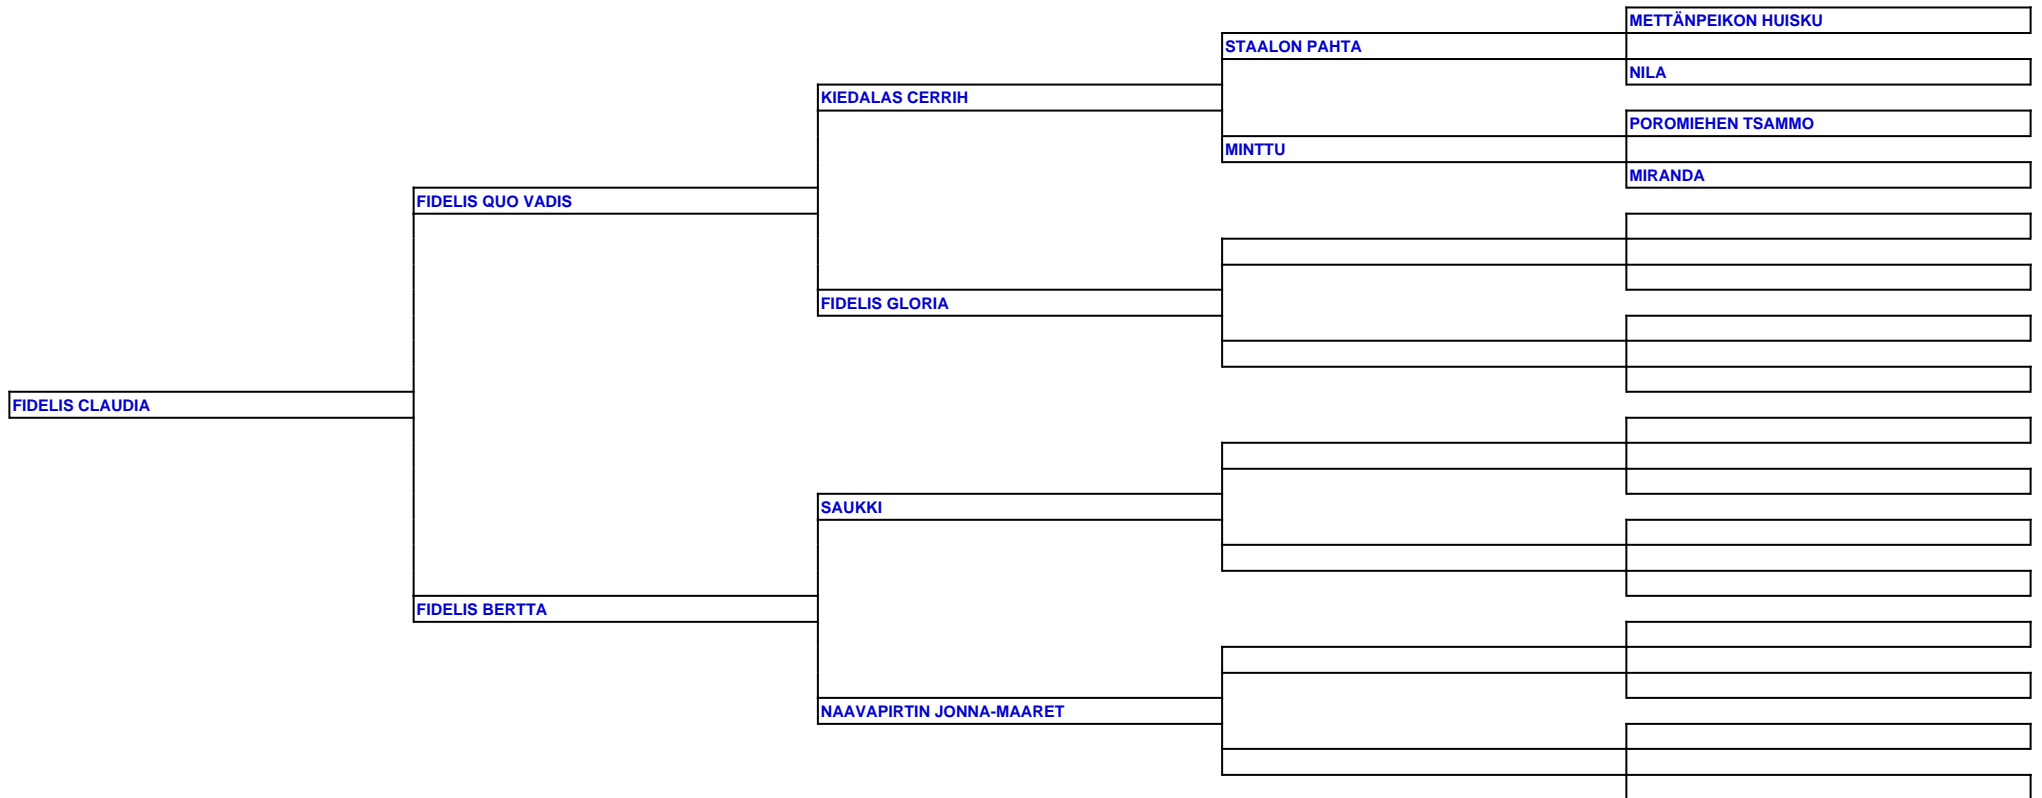 METTÄNPEIKON HUISKU
STAALON PAHTA
NILA
KIEDALAS CERRIH
POROMIEHEN TSAMMO
MINTTU
MIRANDA
FIDELIS QUO VADIS
FIDELIS GLORIA
FIDELIS CLAUDIA
SAUKKI
FIDELIS BERTTA
NAAVAPIRTIN JONNA-MAARET